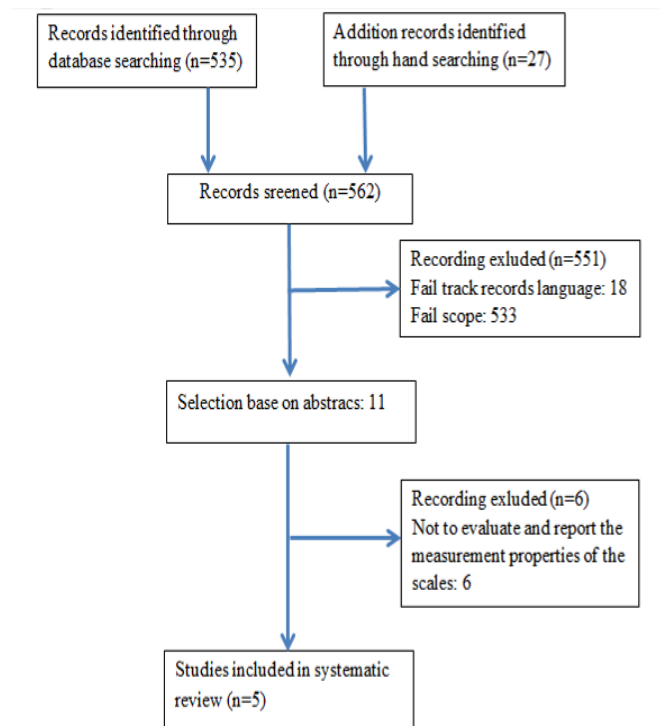 Records identified through
database searching (n=535)
Addition records identified
through hand searching (n=27)
Records sreened (n=562)
Recording exluded (n=551)
Fail track records language: 18
Fail scope: 533
Selection base on abstracs: 11
Recording exluded (n=6)
Not to evaluate and report the
measurement properties of the
scales: 6
Studies included in systematic
review (n=5)